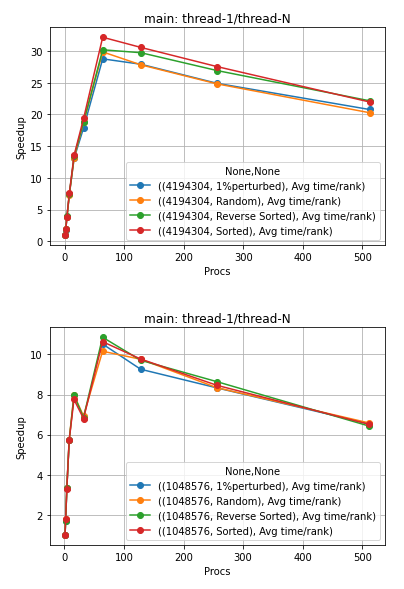 main: thread-1/thread-N
30
25
20
15
10
5
0
Speedup
None,None
((4194304, 1%perturbed), Avg time/rank)
((4194304, Random), Avg time/rank)
((4194304, Reverse Sorted), Avg time/rank)
((4194304, Sorted), Avg time/rank)
0 100 200 300 400 500
Procs
main: thread-1/thread-N
10
8
6
4
2
Speedup
None,None
((1048576, 1%perturbed), Avg time/rank)
((1048576, Random), Avg time/rank)
((1048576, Reverse Sorted), Avg time/rank)
((1048576, Sorted), Avg time/rank)
0 100 200 300 400 500
Procs